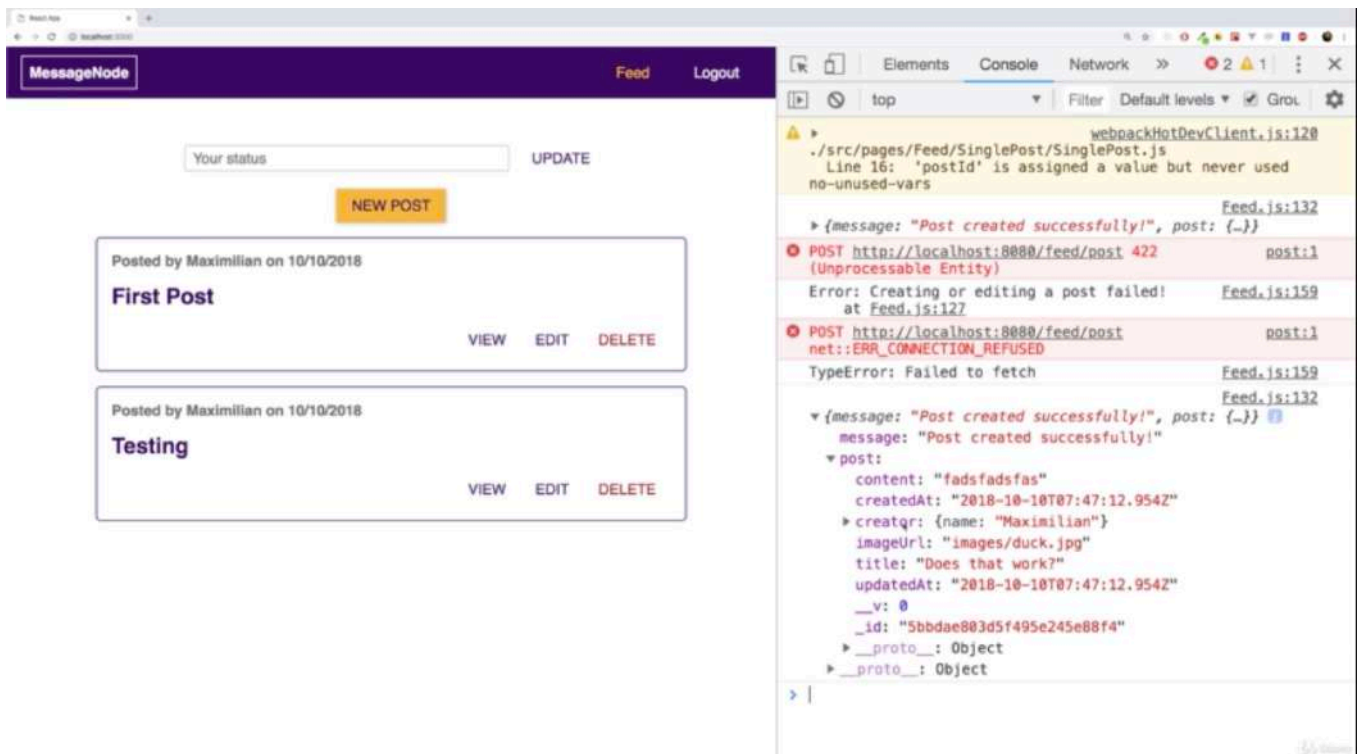 React App
localhost:3000
MessageNode
Feed
Logout
Your status
UPDATE
NEW POST
Posted by Maximilian on 10/10/2018
First Post
VIEW EDIT DELETE
Posted by Maximilian on 10/10/2018
Testing
VIEW EDIT DELETE
Elements Console Network » 2 1
top Filter Default levels ▼ Grou
webpackHotDevClient.js:120
./src/pages/Feed/SinglePost/SinglePost.js
Line 16: 'postId' is assigned a value but never used
no-unused-vars
Feed.js:132
{message: "Post created successfully!", post: {…}}
POST http://localhost:8080/feed/post 422 post:1
(Unprocessable Entity)
Error: Creating or editing a post failed! Feed.js:159
at Feed.js:127
POST http://localhost:8080/feed/post post:1
net::ERR_CONNECTION_REFUSED
TypeError: Failed to fetch Feed.js:159
Feed.js:132
{message: "Post created successfully!", post: {…}}
message: "Post created successfully!"
post:
content: "fadsfadsfas"
createdAt: "2018-10-10T07:47:12.954Z"
creator: {name: "Maximilian"}
imageUrl: "images/duck.jpg"
title: "Does that work?"
updatedAt: "2018-10-10T07:47:12.954Z"
__v: 0
_id: "5bbdae803d5f495e245e88f4"
__proto__: Object
__proto__: Object
>